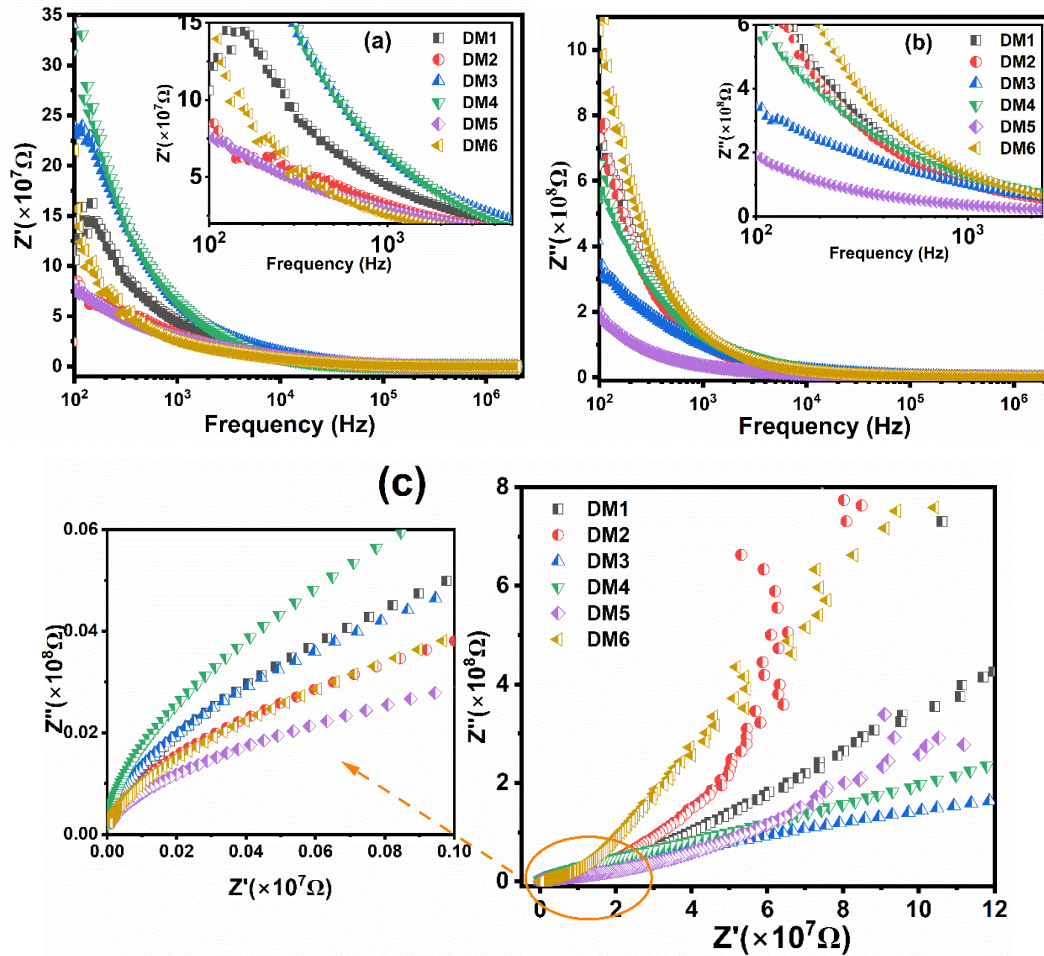 (a)
Z'(×10⁷Ω)
35
30
25
20
15
10
5
0
10² 10³ 10⁴ 10⁵ 10⁶
Frequency (Hz)
Z'(×10⁷Ω)
15
10
5
10² 10³
Frequency (Hz)
DM1
DM2
DM3
DM4
DM5
DM6
(b)
Z''(×10⁸Ω)
10
8
6
4
2
0
10² 10³ 10⁴ 10⁵ 10⁶
Frequency (Hz)
Z''(×10⁸Ω)
8
6
4
2
0
10² 10³
Frequency (Hz)
DM1
DM2
DM3
DM4
DM5
DM6
(c)
Z''(×10⁸Ω)
0.06
0.04
0.02
0.00
0.00 0.02 0.04 0.06 0.08 0.10
Z'(×10⁷Ω)
Z''(×10⁸Ω)
8
6
4
2
0
0 2 4 6 8 10 12
Z'(×10⁷Ω)
DM1
DM2
DM3
DM4
DM5
DM6